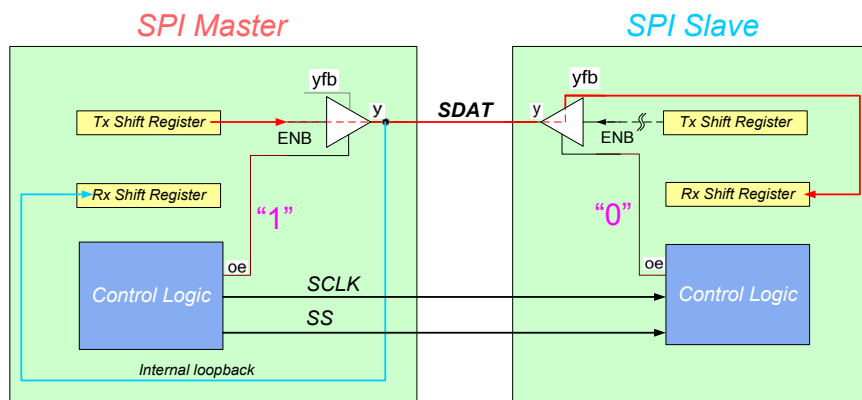 SPI Master
SPI Slave
yfb
y
SDAT
y
yfb
Tx Shift Register
ENB
ENB
Tx Shift Register
Rx Shift Register
Rx Shift Register
“1”
“0”
oe
oe
Control Logic
SCLK
Control Logic
SS
Internal loopback